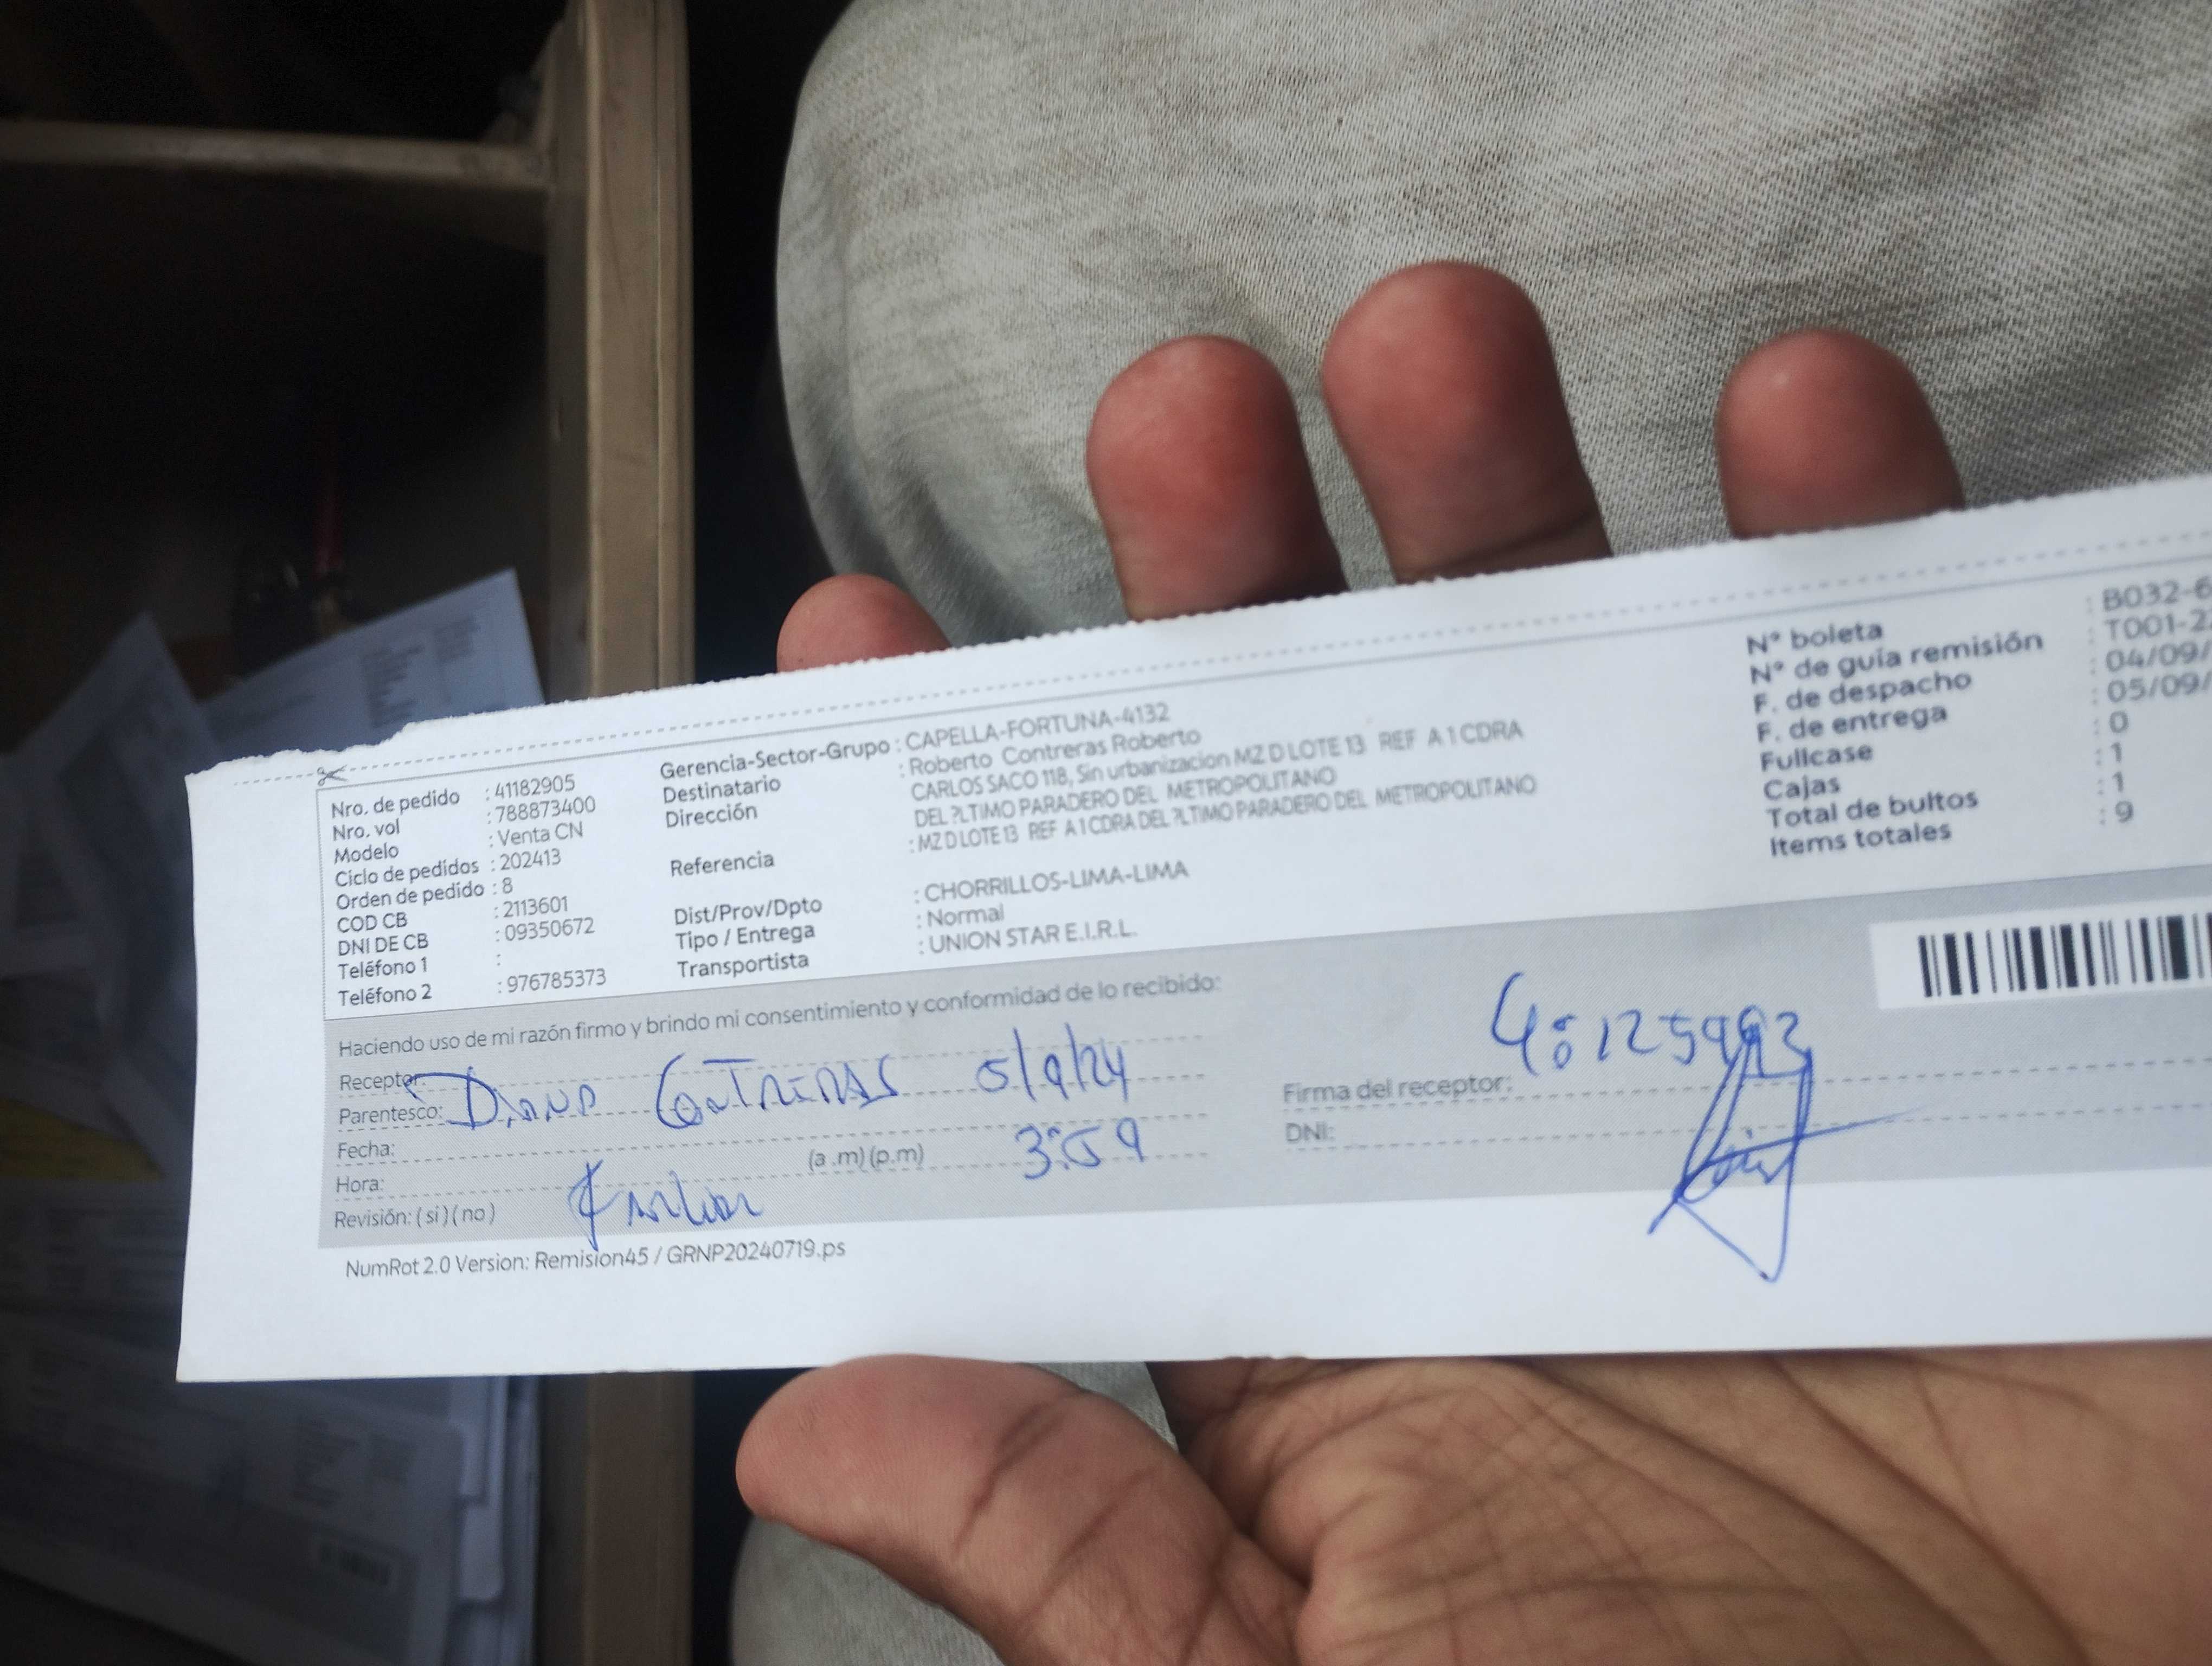 Nro. de pedido : 41182905
Nro. vol : 788873400
Modelo : Venta CN
Ciclo de pedidos : 202413
Orden de pedido : 8
COD CB : 2113601
DNI DE CB : 09350672
Teléfono 1 :
Teléfono 2 : 976785373
Gerencia-Sector-Grupo : CAPELLA-FORTUNA-4132
Destinatario : Roberto Contreras Roberto
Dirección CARLOS SACO 118, Sin urbanizacion MZ D LOTE 13 REF A 1 CDRA
DEL ?LTIMO PARADERO DEL METROPOLITANO
Referencia : MZ D LOTE 13 REF A 1 CDRA DEL ?LTIMO PARADERO DEL METROPOLITANO
Dist/Prov/Dpto : CHORRILLOS-LIMA-LIMA
Tipo / Entrega : Normal
Transportista : UNION STAR E.I.R.L.
N° boleta : B032-6
N° de guía remisión : T001-2
F. de despacho : 04/09/
F. de entrega : 05/09/
Fullcase : 0
Cajas : 1
Total de bultos : 1
Items totales : 9
Haciendo uso de mi razón firmo y brindo mi consentimiento y conformidad de lo recibido:
Receptor:
Parentesco: Diana Contreras 5/9/24
Fecha:
Hora: (a .m) (p.m) 3:59
Revisión: ( si ) ( no )
Firma del receptor:
DNI:
NumRot 2.0 Version: Remision45 / GRNP20240719.ps